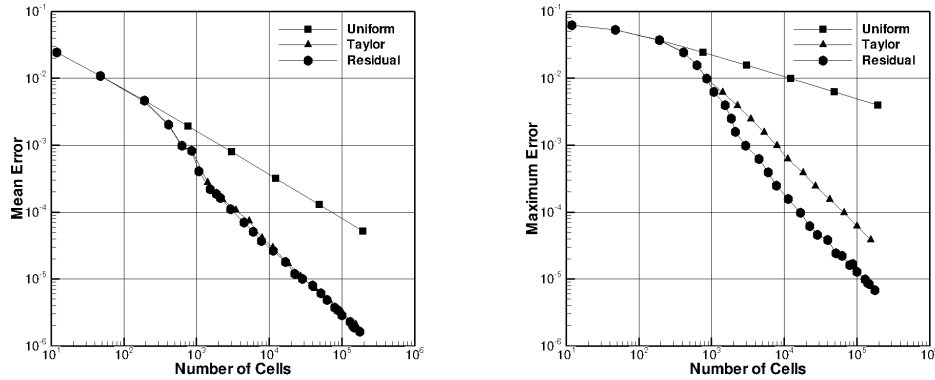 10-1
10-2
10-3
10-4
10-5
10-6
Mean Error
101
102
103
104
105
106
Number of Cells
Uniform
Taylor
Residual
10-1
10-2
10-3
10-4
10-5
10-6
Maximum Error
101
102
103
104
105
10
Number of Cells
Uniform
Taylor
Residual